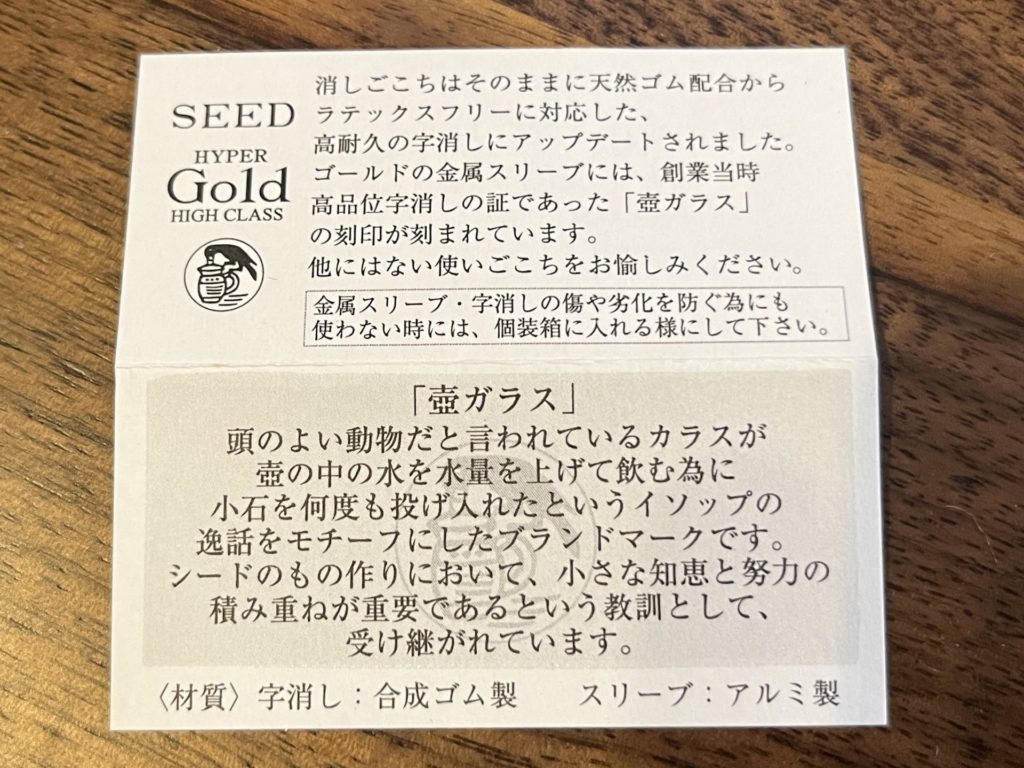 SEED
HYPER
Gold
HIGH CLASS
消しごこちはそのままに天然ゴム配合から
ラテックスフリーに対応した、
高耐久の字消しにアップデートされました。
ゴールドの金属スリーブには、創業当時
高品位字消しの証であった「壺ガラス」
の刻印が刻まれています。
他にはない使いごこちをお愉しみください。
金属スリーブ・字消しの傷や劣化を防ぐ為にも
使わない時には、個装箱に入れる様にして下さい。
「壺ガラス」
頭のよい動物だと言われているカラスが
壺の中の水を水量を上げて飲む為に
小石を何度も投げ入れたというイソップの
逸話をモチーフにしたブランドマークです。
シードのもの作りにおいて、小さな知恵と努力の
積み重ねが重要であるという教訓として、
受け継がれています。
〈材質〉字消し：合成ゴム製　　スリーブ：アルミ製